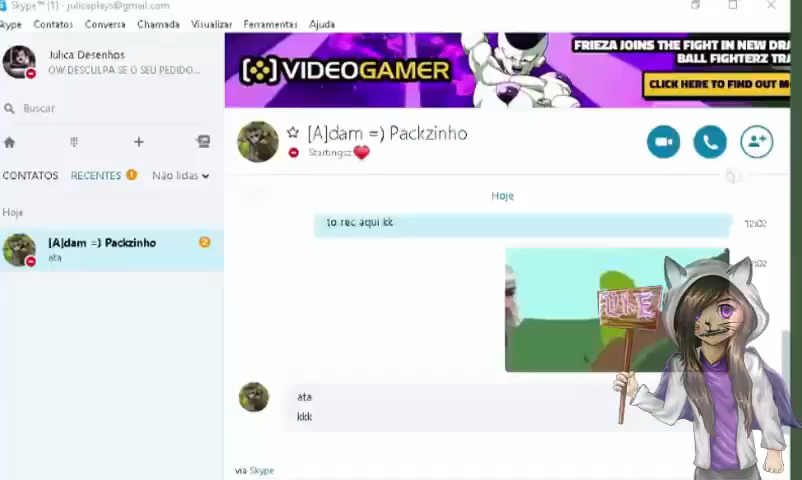 Skype™ [1] - julicaplays@gmail.com
Skype Contatos Conversa Chamada Visualizar Ferramentas Ajuda
Julica Desenhos
OW DESCULPA SE O SEU PEDIDO...
Buscar
CONTATOS RECENTES 1 Não lidas
Hoje
[A]dam =) Packzinho 2
ata
VIDEOGAMER
FRIEZA JOINS THE FIGHT IN NEW DRA
BALL FIGHTERZ TRA
CLICK HERE TO FIND OUT M
[A]dam =) Packzinho
Startingsz
Hoje
to rec aqui kk 12:02
:02
OIE
ata
kkk
via Skype